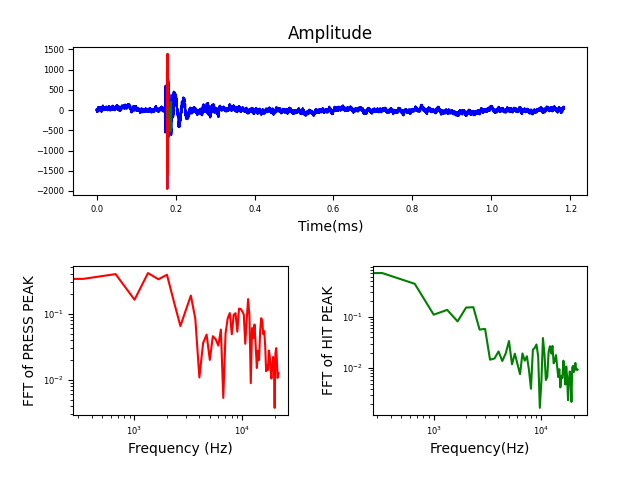 Amplitude
1500
1000
500
0
−500
−1000
−1500
−2000
0.0 0.2 0.4 0.6 0.8 1.0 1.2
Time(ms)
FFT of PRESS PEAK
10⁻¹
10⁻²
10³ 10⁴
Frequency (Hz)
FFT of HIT PEAK
10⁻¹
10⁻²
10³ 10⁴
Frequency(Hz)